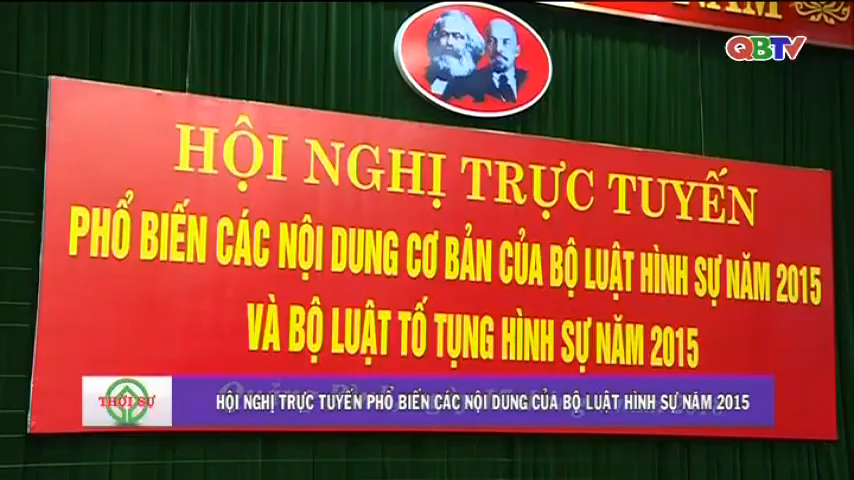 NAM
QBTV
HỘI NGHỊ TRỰC TUYẾN
PHỔ BIẾN CÁC NỘI DUNG CƠ BẢN CỦA BỘ LUẬT HÌNH SỰ NĂM 2015
VÀ BỘ LUẬT TỐ TỤNG HÌNH SỰ NĂM 2015
THỜI SỰ
HỘI NGHỊ TRỰC TUYẾN PHỔ BIẾN CÁC NỘI DUNG CỦA BỘ LUẬT HÌNH SỰ NĂM 2015